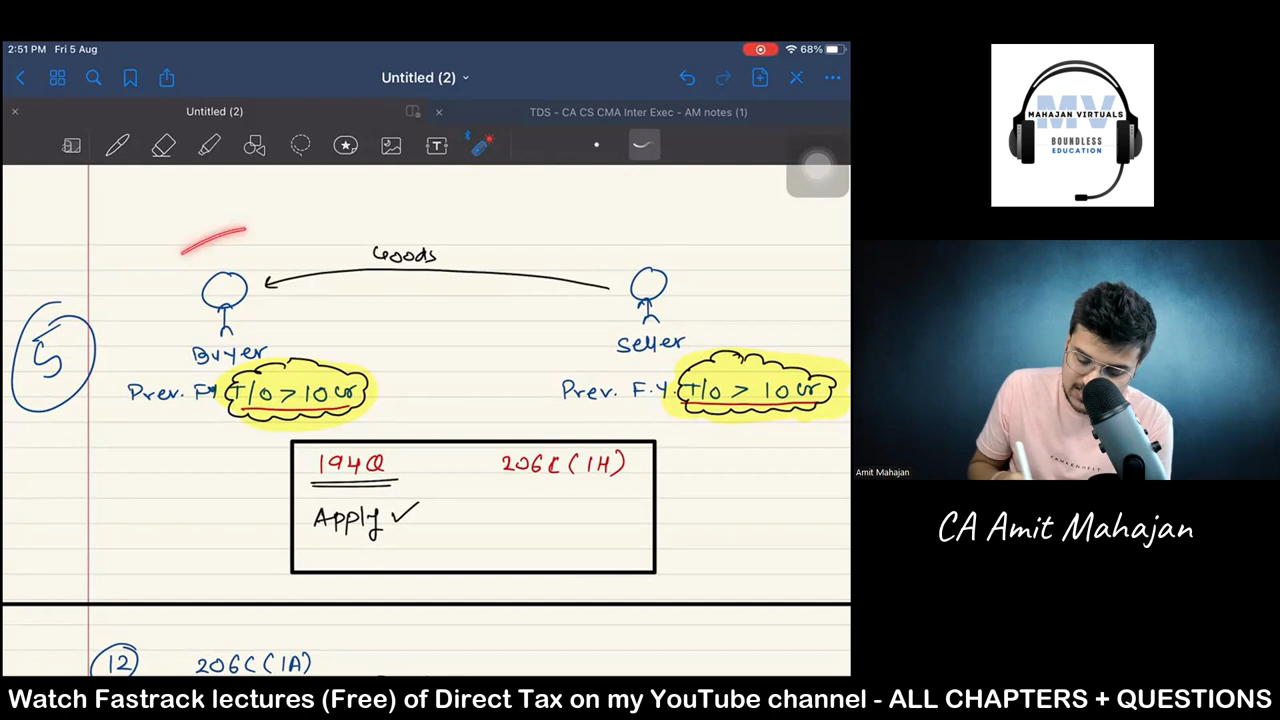 2:51 PM Fri 5 Aug
68%
Untitled (2)
Untitled (2)
TDS - CA CS CMA Inter Exec - AM notes (1)
T
Goods
5
Buyer
Seller
Prev. F.Y T/O > 10 cr
Prev. F.Y. T/O > 10 cr
194Q 206C(1H)
Apply ✓
12 206C(1A)
MV
MAHAJAN VIRTUALS
BOUNDLESS
EDUCATION
FAHRENHEIT
Amit Mahajan
CA Amit Mahajan
Watch Fastrack lectures (Free) of Direct Tax on my YouTube channel - ALL CHAPTERS + QUESTIONS